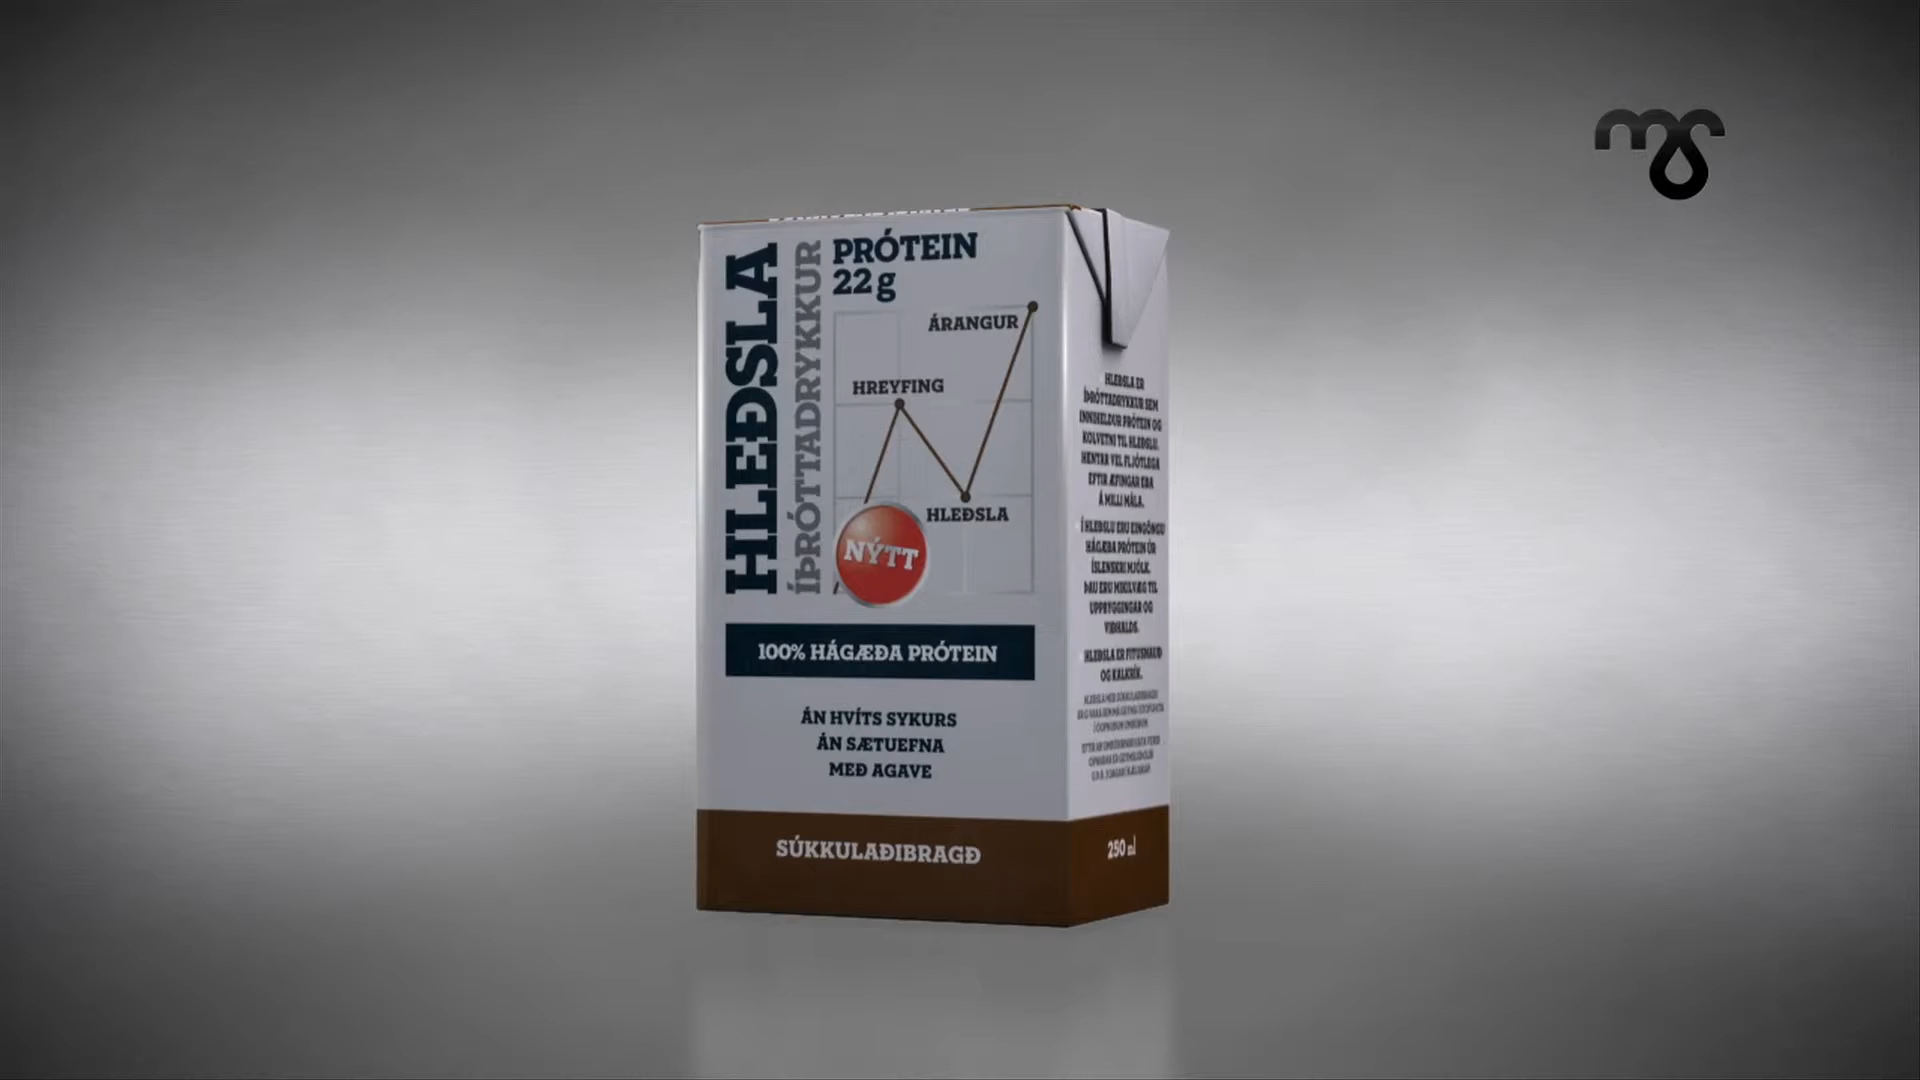 HLEÐSLA
ÍÞRÓTTADRYKKUR
PRÓTEIN
22 g
ÁRANGUR
HREYFING
HLEÐSLA
NÝTT
100% HÁGÆÐA PRÓTEIN
ÁN HVÍTS SYKURS
ÁN SÆTUEFNA
MEÐ AGAVE
SÚKKULAÐIBRAGÐ
ms
HLEÐSLA ER
ÍÞRÓTTADRYKKUR SEM
INNIHELDUR PRÓTEIN OG
KOLVETNI TIL HLEÐSLU.
HENTAR VEL FLJÓTLEGA
EFTIR ÆFINGAR EÐA
Á MILLI MÁLA.
Í HLEÐSLU ERU EINGÖNGU
HÁGÆÐA PRÓTEIN ÚR
ÍSLENSKRI MJÓLK.
ÞAU ERU MIKILVÆG TIL
UPPBYGGINGAR OG
VIÐHALDS.
HLEÐSLA ER FITUSNAUÐ
OG KALKRÍK.
250 ml